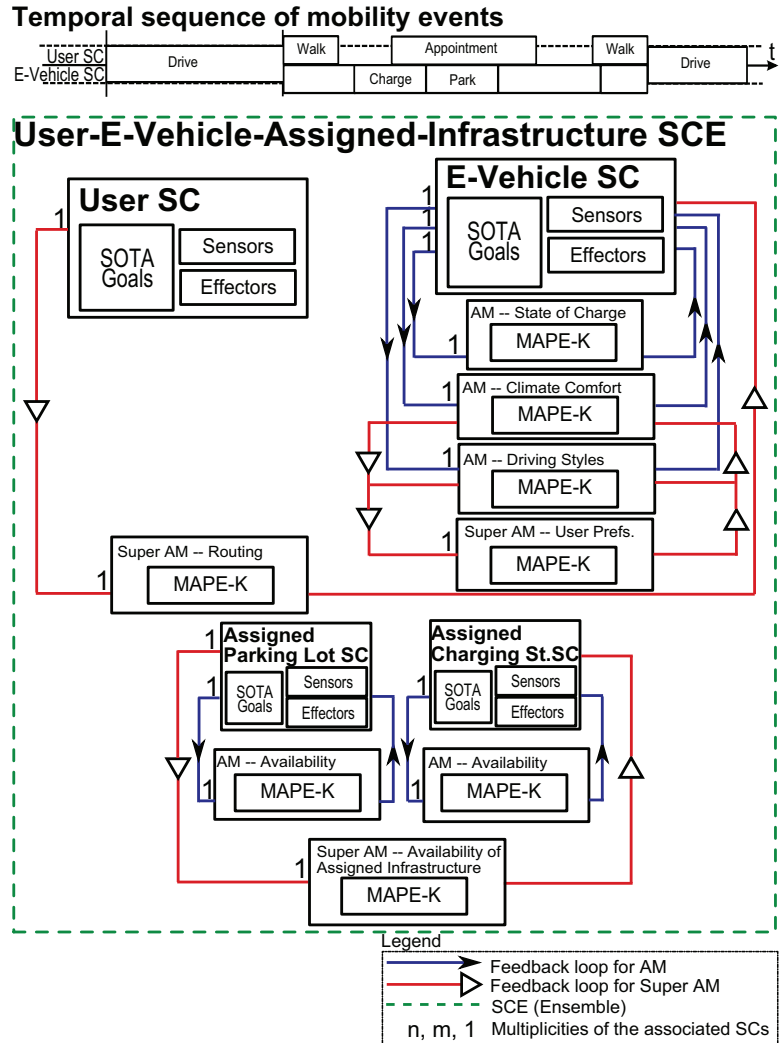 Temporal sequence of mobility events
User SC
E-Vehicle SC
Drive
Walk
Appointment
Walk
Charge
Park
Drive
t
User-E-Vehicle-Assigned-Infrastructure SCE
1
User SC
SOTA
Goals
Sensors
Effectors
1
1
1
E-Vehicle SC
SOTA
Goals
Sensors
Effectors
AM -- State of Charge
1
MAPE-K
AM -- Climate Comfort
1
MAPE-K
AM -- Driving Styles
1
MAPE-K
Super AM -- User Prefs.
1
MAPE-K
Super AM -- Routing
1
MAPE-K
1
Assigned
Parking Lot SC
1
SOTA
Goals
Sensors
Effectors
AM -- Availability
1
MAPE-K
Assigned
Charging St.SC
1
SOTA
Goals
Sensors
Effectors
AM -- Availability
1
MAPE-K
Super AM -- Availability of
Assigned Infrastructure
1
MAPE-K
Legend
Feedback loop for AM
Feedback loop for Super AM
SCE (Ensemble)
n, m, 1 Multiplicities of the associated SCs